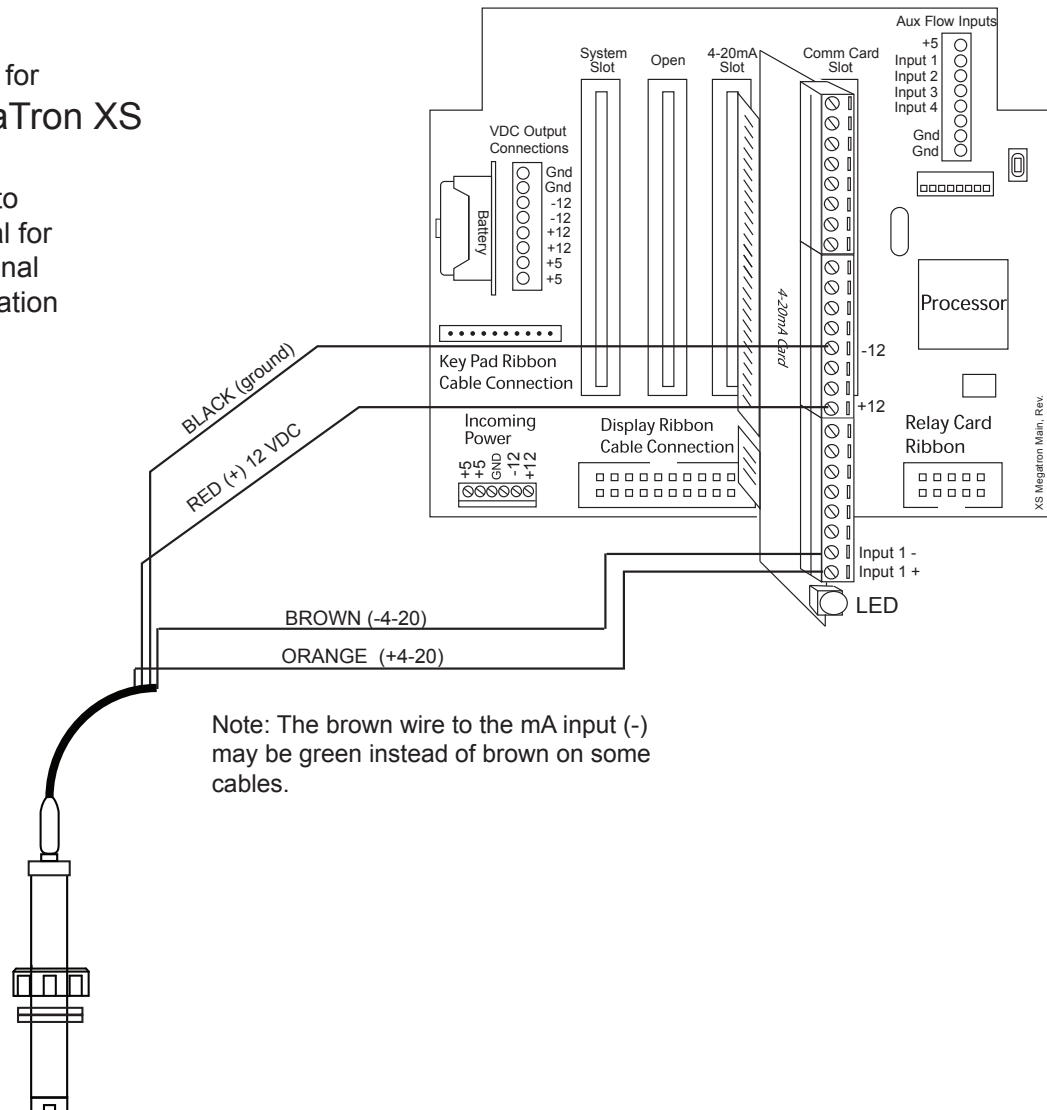 for
aTron XS
to
al for
nal
ation
Aux Flow Inputs
+5
Input 1
Input 2
Input 3
Input 4
Gnd
Gnd
System
Slot
Open
4-20mA
Slot
Comm Card
Slot
VDC Output
Connections
Gnd
Gnd
-12
-12
+12
+12
+5
+5
Battery
4-20mA Card
Processor
Key Pad Ribbon
Cable Connection
-12
+12
BLACK (ground)
RED (+) 12 VDC
Incoming
Power
+5
+5
GND
-12
+12
Display Ribbon
Cable Connection
Relay Card
Ribbon
XS Megatron Main, Rev.
Input 1 -
Input 1 +
LED
BROWN (-4-20)
ORANGE (+4-20)
Note: The brown wire to the mA input (-)
may be green instead of brown on some
cables.